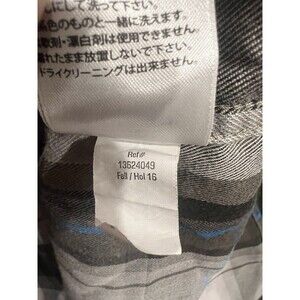 にして洗って下さい。
色のものと一緒に洗えます。
軟剤・漂白剤は使用できません。
濡れたまま放置しないで下さい
ドライクリーニングは出来ません。
Ref#
13624049
Fall / Hol 16